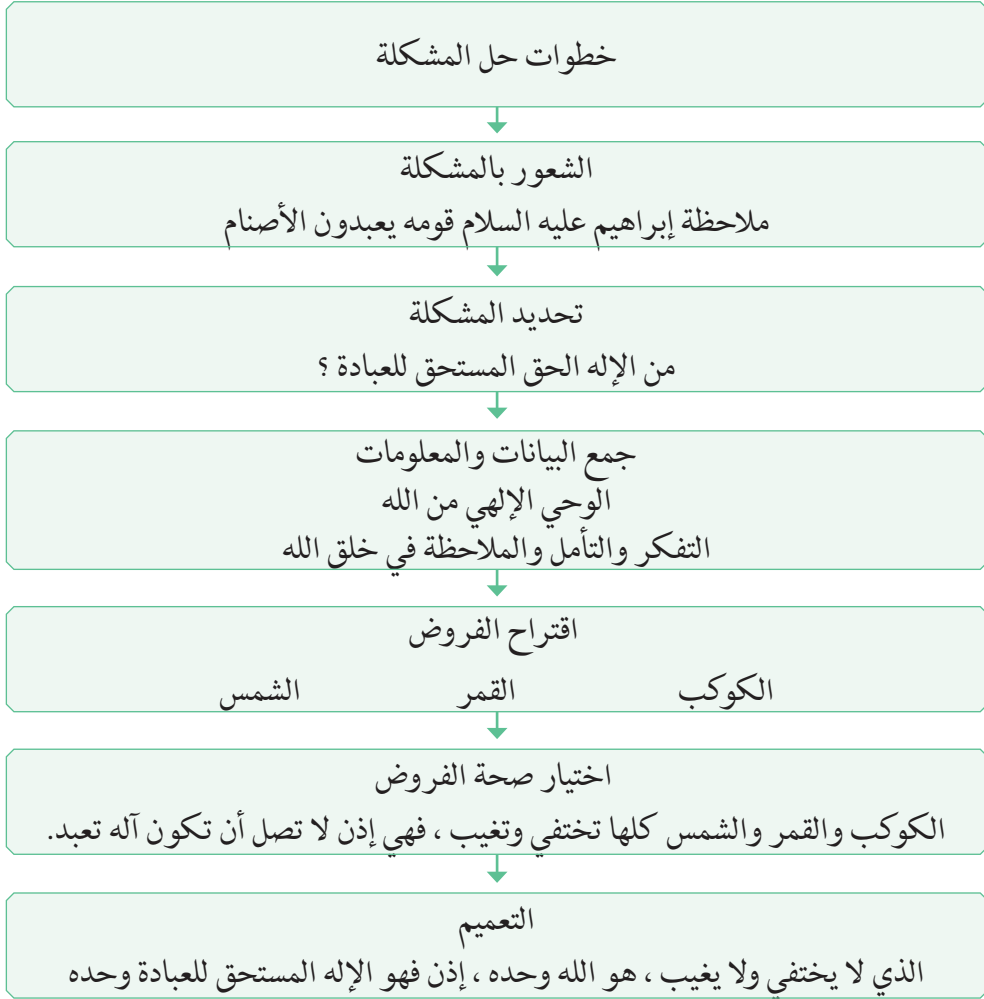 خطوات حل المشكلة
الشعور بالمشكلة
ملاحظة إبراهيم عليه السلام قومه يعبدون الأصنام
تحديد المشكلة
من الإله الحق المستحق للعبادة ؟
جمع البيانات والمعلومات
الوحي الإلهي من الله
التفكر والتأمل والملاحظة في خلق الله
اقتراح الفروض
الكوكب القمر الشمس
اختيار صحة الفروض
الكوكب والقمر والشمس كلها تختفي وتغيب ، فهي إذن لا تصل أن تكون آله تعبد.
التعميم
الذي لا يختفي ولا يغيب ، هو الله وحده ، إذن فهو الإله المستحق للعبادة وحده